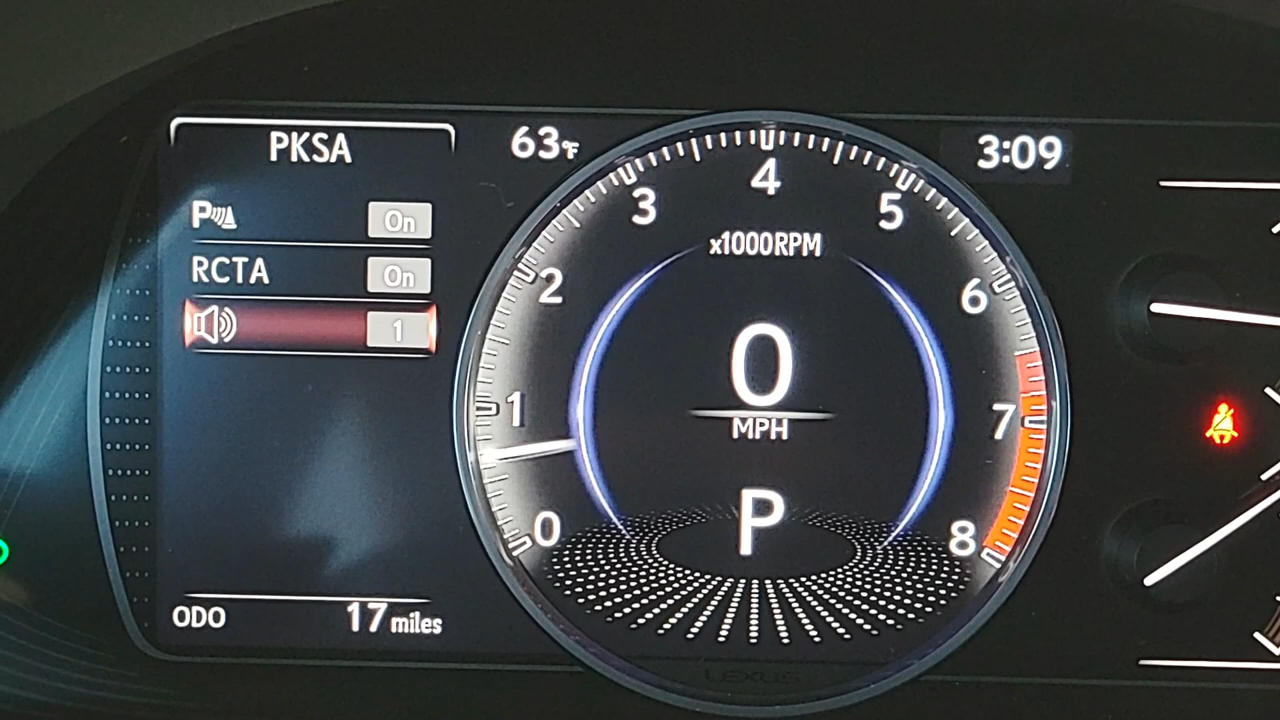 PKSA
63°F
3:09
P On
RCTA On
1
ODO 17 miles
0
1
2
3
4
5
6
7
8
x1000RPM
0
MPH
P
LEXUS